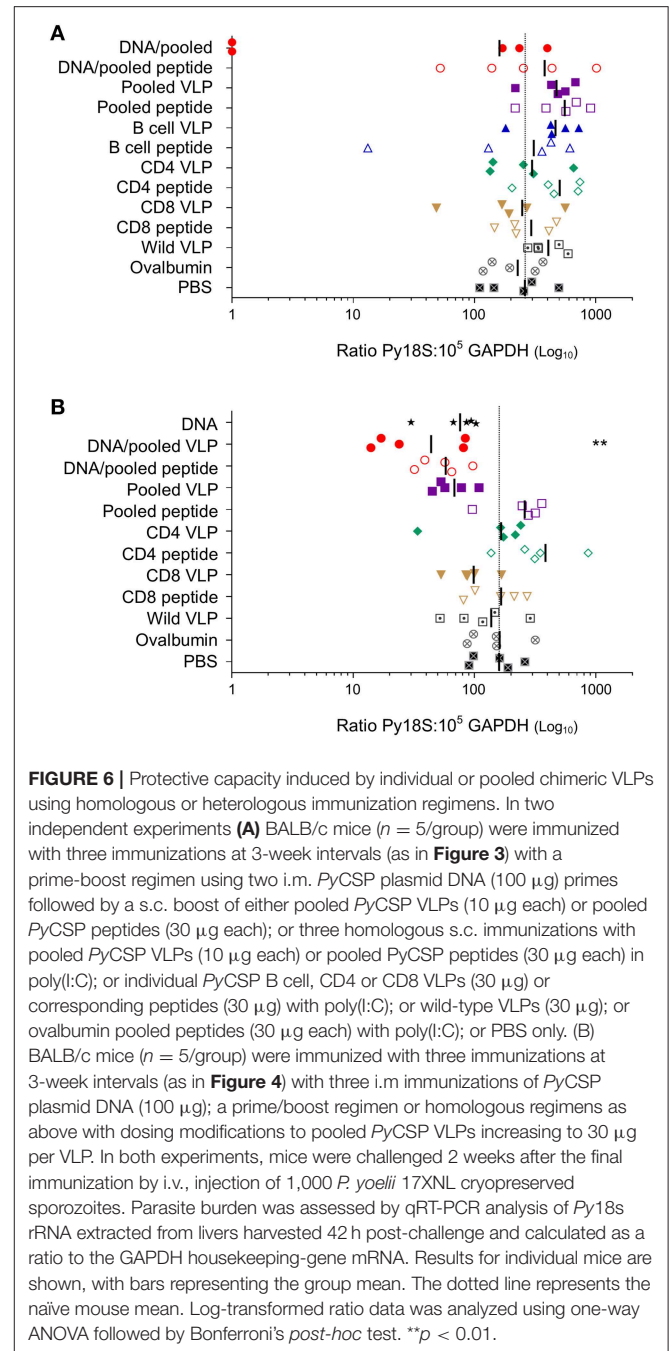 A
DNA/pooled
DNA/pooled peptide
Pooled VLP
Pooled peptide
B cell VLP
B cell peptide
CD4 VLP
CD4 peptide
CD8 VLP
CD8 peptide
Wild VLP
Ovalbumin
PBS
1 10 100 1000
Ratio Py18S:10⁵ GAPDH (Log₁₀)
B
DNA
DNA/pooled VLP
**
DNA/pooled peptide
Pooled VLP
Pooled peptide
CD4 VLP
CD4 peptide
CD8 VLP
CD8 peptide
Wild VLP
Ovalbumin
PBS
1 10 100 1000
Ratio Py18S:10⁵ GAPDH (Log₁₀)
FIGURE 6 | Protective capacity induced by individual or pooled chimeric VLPs
using homologous or heterologous immunization regimens. In two
independent experiments (A) BALB/c mice (n = 5/group) were immunized
with three immunizations at 3-week intervals (as in Figure 3) with a
prime-boost regimen using two i.m. PyCSP plasmid DNA (100 μg) primes
followed by a s.c. boost of either pooled PyCSP VLPs (10 μg each) or pooled
PyCSP peptides (30 μg each); or three homologous s.c. immunizations with
pooled PyCSP VLPs (10 μg each) or pooled PyCSP peptides (30 μg each) in
poly(I:C); or individual PyCSP B cell, CD4 or CD8 VLPs (30 μg) or
corresponding peptides (30 μg) with poly(I:C); or wild-type VLPs (30 μg); or
ovalbumin pooled peptides (30 μg each) with poly(I:C); or PBS only. (B)
BALB/c mice (n = 5/group) were immunized with three immunizations at
3-week intervals (as in Figure 4) with three i.m immunizations of PyCSP
plasmid DNA (100 μg); a prime/boost regimen or homologous regimens as
above with dosing modifications to pooled PyCSP VLPs increasing to 30 μg
per VLP. In both experiments, mice were challenged 2 weeks after the final
immunization by i.v., injection of 1,000 P. yoelii 17XNL cryopreserved
sporozoites. Parasite burden was assessed by qRT-PCR analysis of Py18s
rRNA extracted from livers harvested 42 h post-challenge and calculated as a
ratio to the GAPDH housekeeping-gene mRNA. Results for individual mice are
shown, with bars representing the group mean. The dotted line represents the
naïve mouse mean. Log-transformed ratio data was analyzed using one-way
ANOVA followed by Bonferroni's post-hoc test. **p < 0.01.